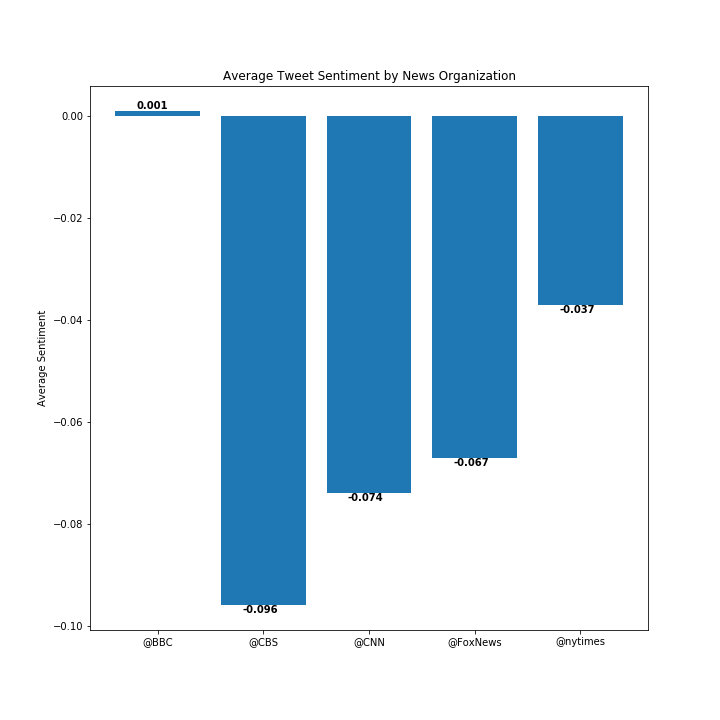 Average Tweet Sentiment by News Organization
Average Sentiment
0.00
−0.02
−0.04
−0.06
−0.08
−0.10
0.001
-0.096
-0.074
-0.067
-0.037
@BBC
@CBS
@CNN
@FoxNews
@nytimes